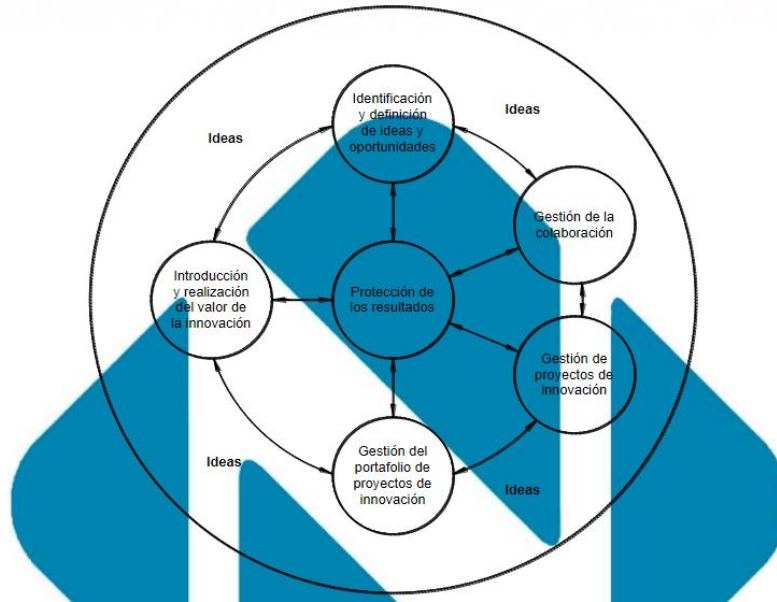 Identificación
y definición
de ideas y
oportunidades
Ideas
Ideas
Gestión de la
colaboración
Introducción
y realización
del valor de
la innovación
Protección de
los resultados
Gestión de
proyectos de
innovación
Gestión del
portafolio de
proyectos de
innovación
Ideas
Ideas